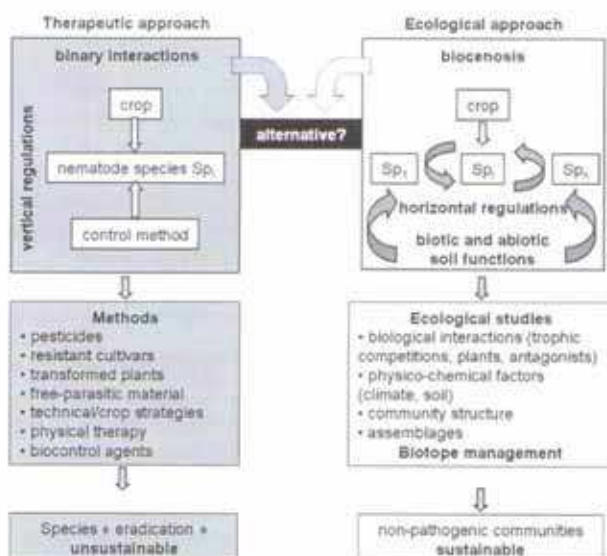 Therapeutic approach
binary interactions
vertical regulations
crop
nematode species Spᵢ
control method
Methods
• pesticides
• resistant cultivars
• transformed plants
• free-parasitic material
• technical/crop strategies
• physical therapy
• biocontrol agents
Species + eradication +
unsustainable
alternative?
Ecological approach
biocenosis
crop
Sp₁ Spᵢ Spₙ
horizontal regulations
biotic and abiotic
soil functions
Ecological studies
• biological interactions (trophic
competitions, plants, antagonists)
• physico-chemical factors
(climate, soil)
• community structure
• assemblages
Biotope management
non-pathogenic communities
sustainable